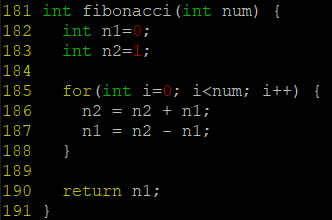 181 int fibonacci(int num) {
182   int n1=0;
183   int n2=1;
184
185   for(int i=0; i<num; i++) {
186     n2 = n2 + n1;
187     n1 = n2 - n1;
188   }
189
190   return n1;
191 }